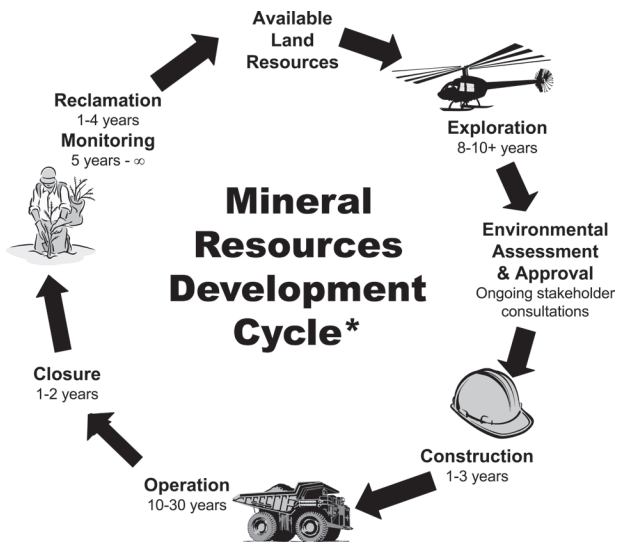 Available
Land
Resources
Exploration
8-10+ years
Environmental
Assessment
& Approval
Ongoing stakeholder
consultations
Construction
1-3 years
Operation
10-30 years
Closure
1-2 years
Reclamation
1-4 years
Monitoring
5 years - ∞
Mineral
Resources
Development
Cycle*